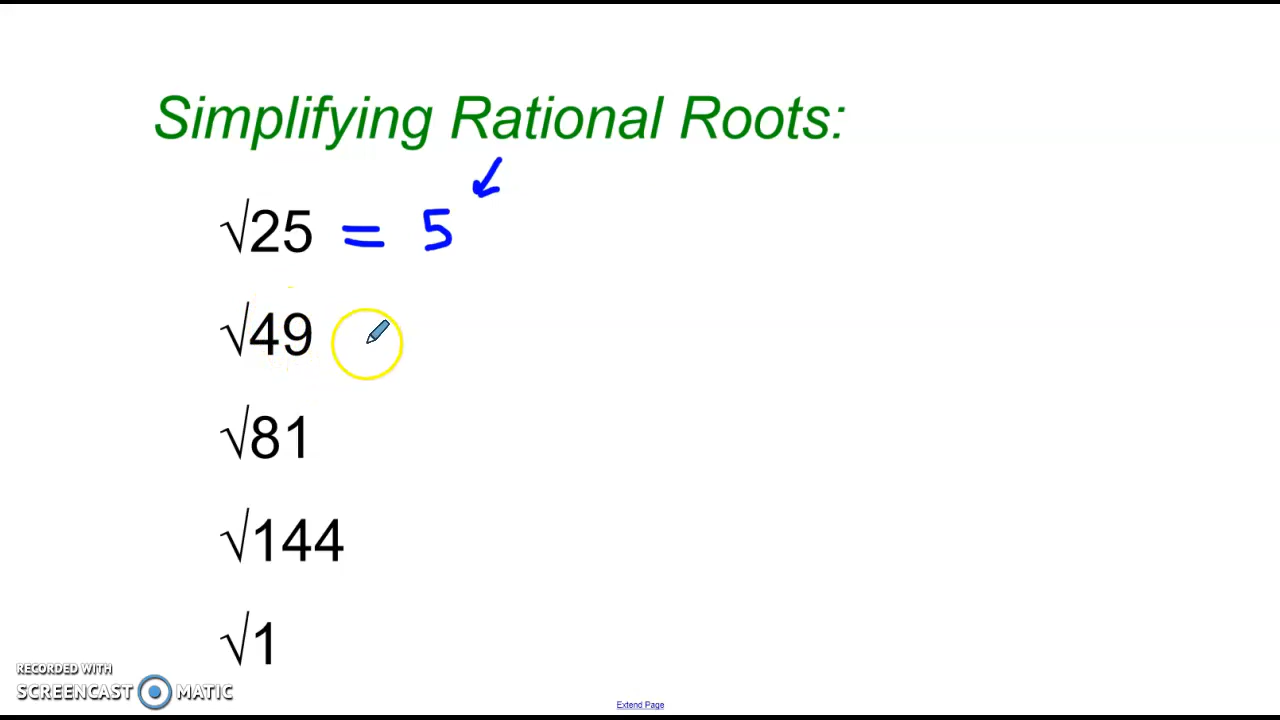 Simplifying Rational Roots:
√25 = 5
√49
√81
√144
√1
RECORDED WITH
SCREENCAST MATIC
Extend Page